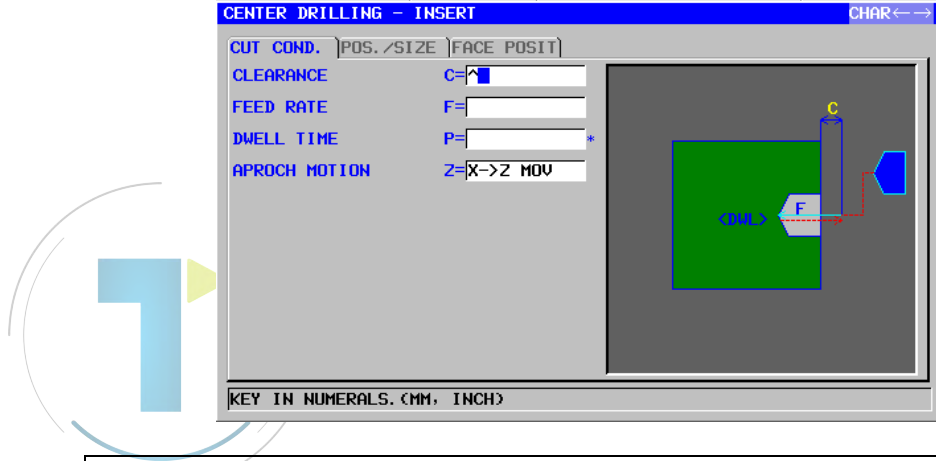 CENTER DRILLING - INSERT CHAR←→
CUT COND. POS./SIZE FACE POSIT
CLEARANCE C=^
FEED RATE F=
DWELL TIME P= *
APROCH MOTION Z=X->Z MOV
C
F
<DWL>
KEY IN NUMERALS.(MM, INCH)